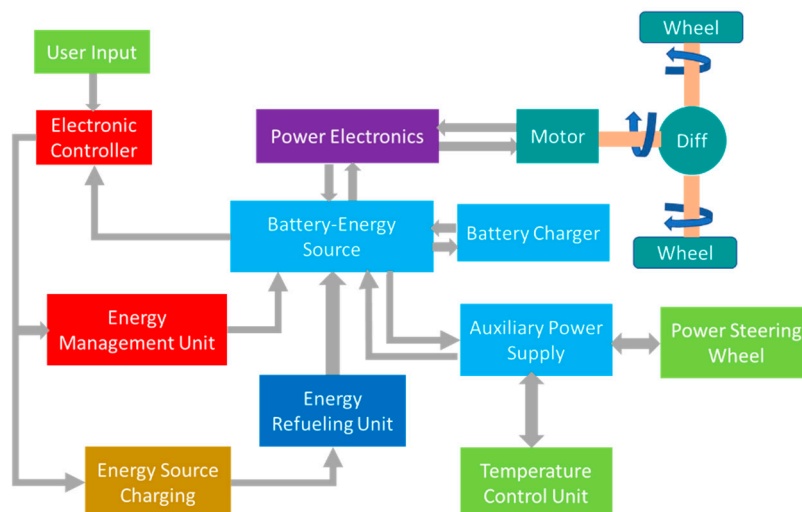 Wheel
User Input
Electronic
Controller
Power Electronics
Motor
Diff
Battery-Energy
Source
Battery Charger
Wheel
Energy
Management Unit
Auxiliary Power
Supply
Power Steering
Wheel
Energy
Refueling Unit
Energy Source
Charging
Temperature
Control Unit